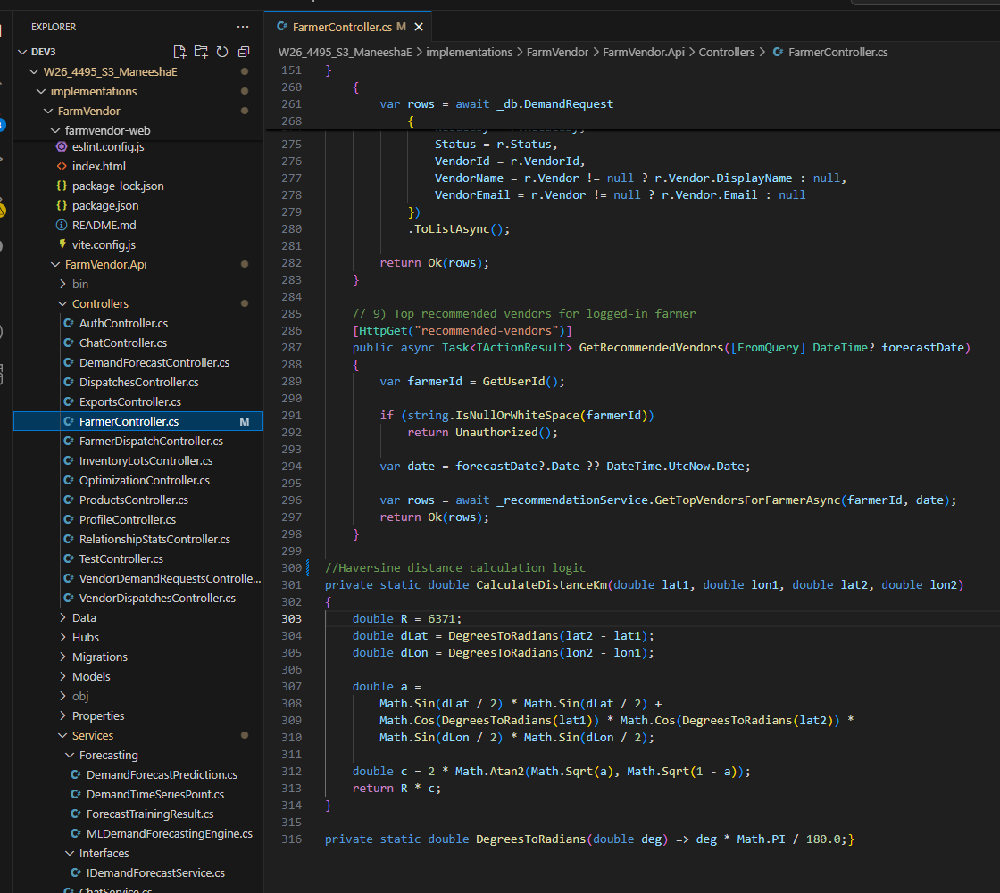 EXPLORER
DEV3
W26_4495_S3_ManeeshaE
implementations
FarmVendor
farmvendor-web
eslint.config.js
index.html
package-lock.json
package.json
README.md
vite.config.js
FarmVendor.Api
bin
Controllers
AuthController.cs
ChatController.cs
DemandForecastController.cs
DispatchesController.cs
ExportsController.cs
FarmerController.cs M
FarmerDispatchController.cs
InventoryLotsController.cs
OptimizationController.cs
ProductsController.cs
ProfileController.cs
RelationshipStatsController.cs
TestController.cs
VendorDemandRequestsControlle...
VendorDispatchesController.cs
Data
Hubs
Migrations
Models
obj
Properties
Services
Forecasting
DemandForecastPrediction.cs
DemandTimeSeriesPoint.cs
ForecastTrainingResult.cs
MLDemandForecastingEngine.cs
Interfaces
IDemandForecastService.cs
ChatService.cs
FarmerController.cs M
W26_4495_S3_ManeeshaE > implementations > FarmVendor > FarmVendor.Api > Controllers > FarmerController.cs
151 }
260 {
261 var rows = await _db.DemandRequest
268 {
275 Status = r.Status,
276 VendorId = r.VendorId,
277 VendorName = r.Vendor != null ? r.Vendor.DisplayName : null,
278 VendorEmail = r.Vendor != null ? r.Vendor.Email : null
279 })
280 .ToListAsync();
281
282 return Ok(rows);
283 }
284
285 // 9) Top recommended vendors for logged-in farmer
286 [HttpGet("recommended-vendors")]
287 public async Task<IActionResult> GetRecommendedVendors([FromQuery] DateTime? forecastDate)
288 {
289 var farmerId = GetUserId();
290
291 if (string.IsNullOrWhiteSpace(farmerId))
292 return Unauthorized();
293
294 var date = forecastDate?.Date ?? DateTime.UtcNow.Date;
295
296 var rows = await _recommendationService.GetTopVendorsForFarmerAsync(farmerId, date);
297 return Ok(rows);
298 }
299
300 //Haversine distance calculation logic
301 private static double CalculateDistanceKm(double lat1, double lon1, double lat2, double lon2)
302 {
303 double R = 6371;
304 double dLat = DegreesToRadians(lat2 - lat1);
305 double dLon = DegreesToRadians(lon2 - lon1);
306
307 double a =
308 Math.Sin(dLat / 2) * Math.Sin(dLat / 2) +
309 Math.Cos(DegreesToRadians(lat1)) * Math.Cos(DegreesToRadians(lat2)) *
310 Math.Sin(dLon / 2) * Math.Sin(dLon / 2);
311
312 double c = 2 * Math.Atan2(Math.Sqrt(a), Math.Sqrt(1 - a));
313 return R * c;
314 }
315
316 private static double DegreesToRadians(double deg) => deg * Math.PI / 180.0;}